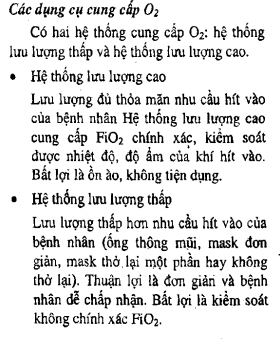 Các dụng cụ cung cấp O2
Có hai hệ thống cung cấp O2: hệ thống
lưu lượng thấp và hệ thống lưu lượng cao.
• Hệ thống lưu lượng cao
Lưu lượng đủ thỏa mãn nhu cầu hít vào
của bệnh nhân Hệ thống lưu lượng cao
cung cấp FiO2 chính xác, kiểm soát
được nhiệt độ, độ ẩm của khí hít vào.
Bất lợi là ồn ào, không tiện dụng.
• Hệ thống lưu lượng thấp
Lưu lượng thấp hơn nhu cầu hít vào của
bệnh nhân (ống thông mũi, mask đơn
giản, mask thở lại một phần hay không
thở lại). Thuận lợi là đơn giản và bệnh
nhân dễ chấp nhận. Bất lợi là kiểm soát
không chính xác FiO2.